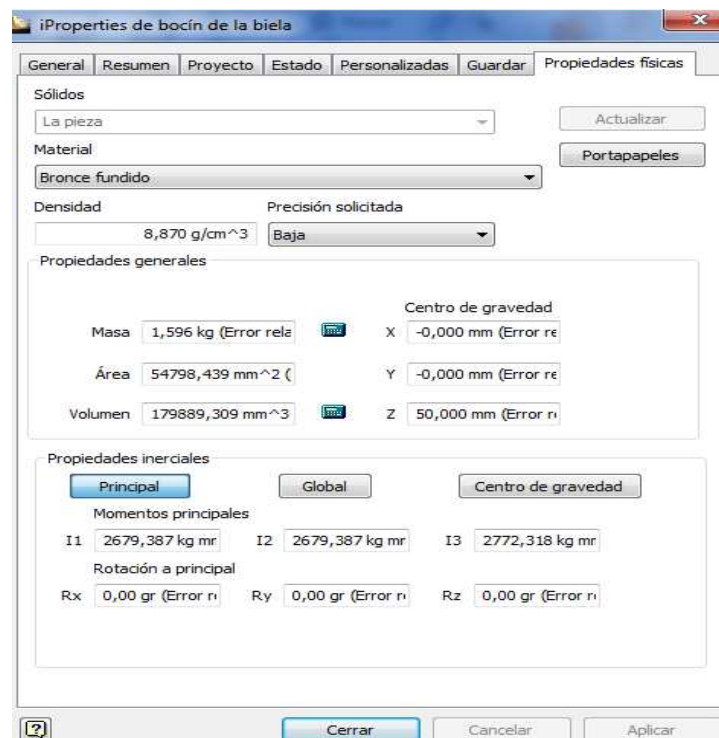 iProperties de bocín de la biela
General Resumen Proyecto Estado Personalizadas Guardar Propiedades físicas
Sólidos
La pieza Actualizar
Material
Portapapeles
Bronce fundido
Densidad Precisión solicitada
8,870 g/cm^3 Baja
Propiedades generales
Centro de gravedad
Masa 1,596 kg (Error rela X -0,000 mm (Error re
Área 54798,439 mm^2 ( Y -0,000 mm (Error re
Volumen 179889,309 mm^3 Z 50,000 mm (Error r
Propiedades inerciales
Principal Global Centro de gravedad
Momentos principales
I1 2679,387 kg mr I2 2679,387 kg mr I3 2772,318 kg mr
Rotación a principal
Rx 0,00 gr (Error r Ry 0,00 gr (Error r Rz 0,00 gr (Error r
? Cerrar Cancelar Aplicar